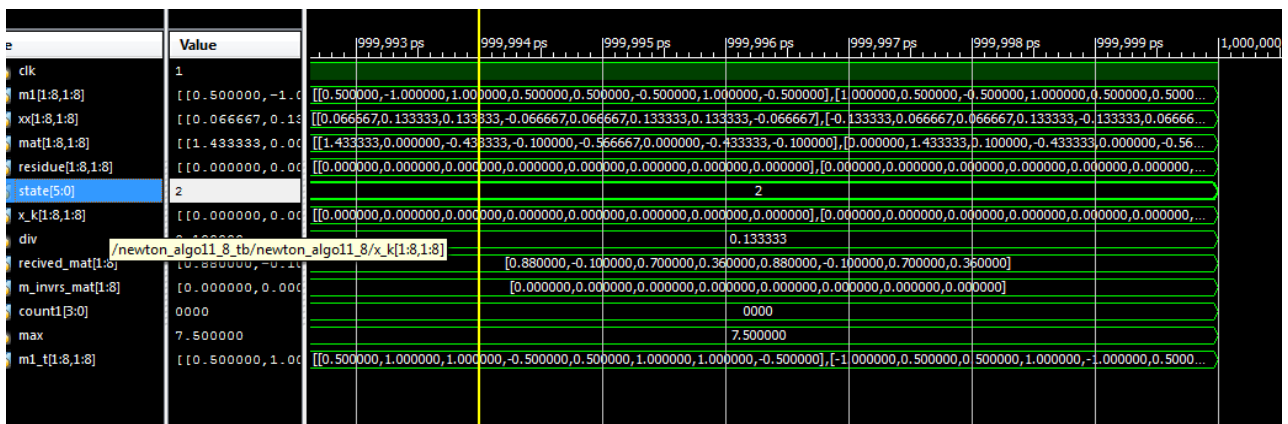 e Value 999,993 ps 999,994 ps 999,995 ps 999,996 ps 999,997 ps 999,998 ps 999,999 ps 1,000,000
clk 1
m1[1:8,1:8] [[0.500000,-1.0 [[0.500000,-1.000000,1.000000,0.500000,0.500000,-0.500000,1.000000,-0.500000],[1.000000,0.500000,-0.500000,1.000000,0.500000,0.5000...
xx[1:8,1:8] [[0.066667,0.13 [[0.066667,0.133333,0.133333,-0.066667,0.066667,0.133333,0.133333,-0.066667],[-0.133333,0.066667,0.066667,0.133333,-0.133333,0.06666...
mat[1:8,1:8] [[1.433333,0.00 [[1.433333,0.000000,-0.433333,-0.100000,-0.566667,0.000000,-0.433333,-0.100000],[0.000000,1.433333,0.100000,-0.433333,0.000000,-0.56...
residue[1:8,1:8] [[0.000000,0.00 [[0.000000,0.000000,0.000000,0.000000,0.000000,0.000000,0.000000,0.000000],[0.000000,0.000000,0.000000,0.000000,0.000000,0.000000,...
state[5:0] 2 2
x_k[1:8,1:8] [[0.000000,0.00 [[0.000000,0.000000,0.000000,0.000000,0.000000,0.000000,0.000000,0.000000],[0.000000,0.000000,0.000000,0.000000,0.000000,0.000000,...
div 0.133333
/newton_algo11_8_tb/newton_algo11_8/x_k[1:8,1:8]
recived_mat[1:8] [0.880000,-0.100000,0.700000,0.360000,0.880000,-0.100000,0.700000,0.360000]
m_invrs_mat[1:8] [0.000000,0.000 [0.000000,0.000000,0.000000,0.000000,0.000000,0.000000,0.000000,0.000000]
count1[3:0] 0000 0000
max 7.500000 7.500000
m1_t[1:8,1:8] [[0.500000,1.00 [[0.500000,1.000000,1.000000,-0.500000,0.500000,1.000000,1.000000,-0.500000],[-1.000000,0.500000,0.500000,1.000000,-1.000000,0.5000...